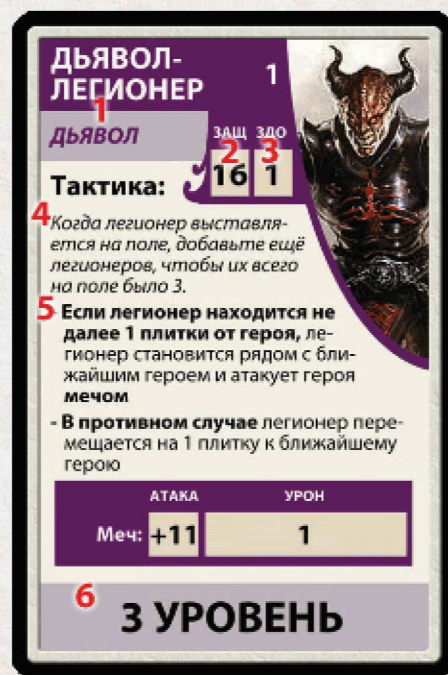 ДЬЯВОЛ-
ЛЕГИОНЕР
1
1
ДЬЯВОЛ
ЗАЩ ЗДО
2 3
16 1
Тактика:
4 Когда легионер выставля-
ется на поле, добавьте ещё
легионеров, чтобы их всего
на поле было 3.
5 - Если легионер находится не
далее 1 плитки от героя, ле-
гионер становится рядом с бли-
жайшим героем и атакует героя
мечом
- В противном случае легионер пере-
мещается на 1 плитку к ближайшему
герою
АТАКА УРОН
Меч: +11 1
6
3 УРОВЕНЬ